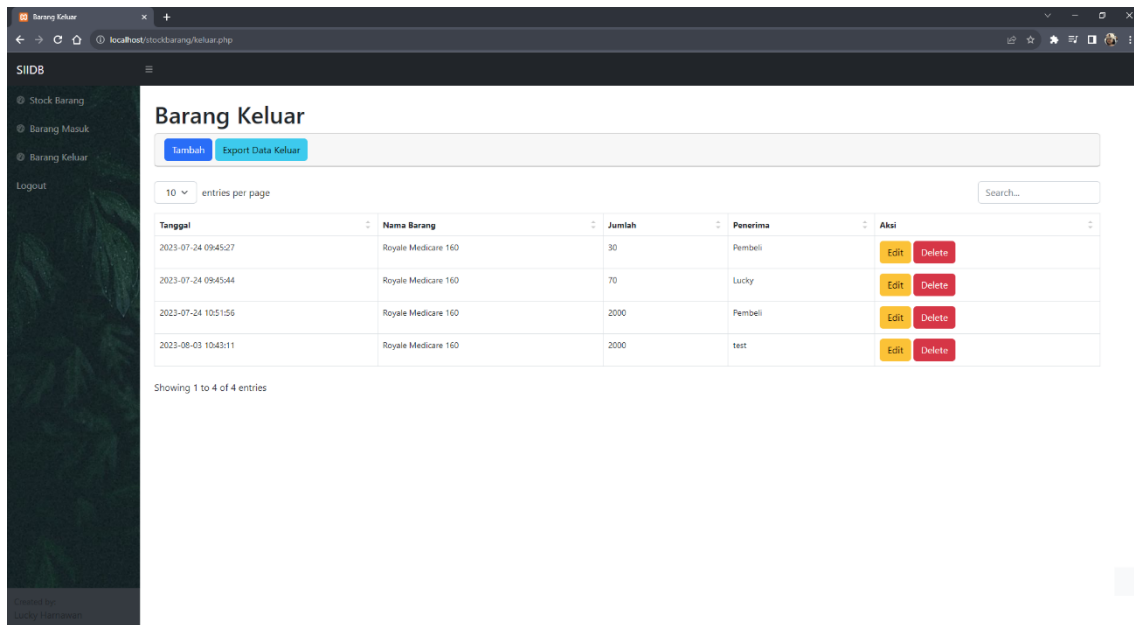 Barang Keluar
localhost/stockbarang/keluar.php
SIIDB
Stock Barang
Barang Masuk
Barang Keluar
Logout
Barang Keluar
Tambah Export Data Keluar
10 entries per page Search...
Tanggal Nama Barang Jumlah Penerima Aksi
2023-07-24 09:45:27 Royale Medicare 160 30 Pembeli Edit Delete
2023-07-24 09:45:44 Royale Medicare 160 70 Lucky Edit Delete
2023-07-24 10:51:56 Royale Medicare 160 2000 Pembeli Edit Delete
2023-08-03 10:43:11 Royale Medicare 160 2000 test Edit Delete
Showing 1 to 4 of 4 entries
Created by:
Lucky